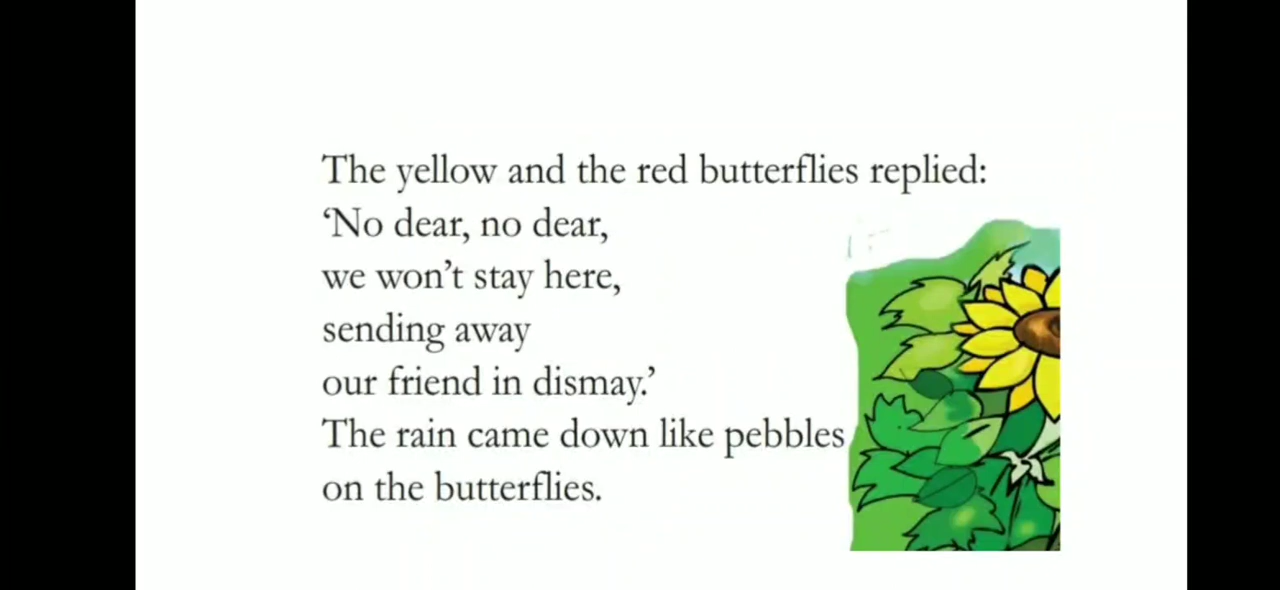 The yellow and the red butterflies replied:
‘No dear, no dear,
we won’t stay here,
sending away
our friend in dismay.’
The rain came down like pebbles
on the butterflies.